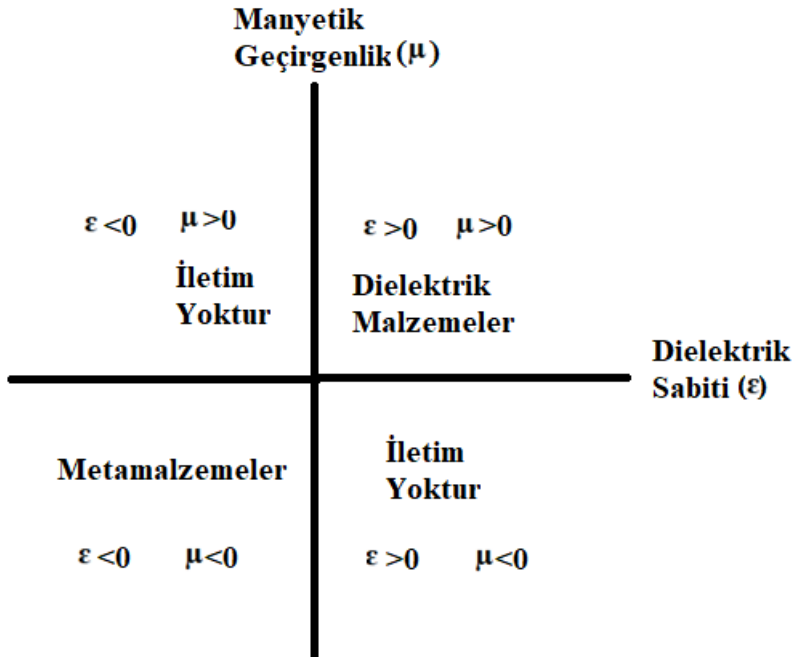 Manyetik
Geçirgenlik (μ)
ε <0 μ >0
İletim
Yoktur
ε >0 μ >0
Dielektrik
Malzemeler
Dielektrik
Sabiti (ε)
Metamalzemeler
ε <0 μ<0
İletim
Yoktur
ε >0 μ<0